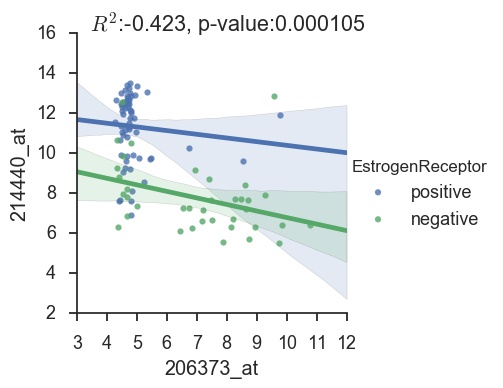 R²:-0.423, p-value:0.000105
16
14
12
10
8
6
4
2
214440_at
3 4 5 6 7 8 9 10 11 12
206373_at
EstrogenReceptor
positive
negative